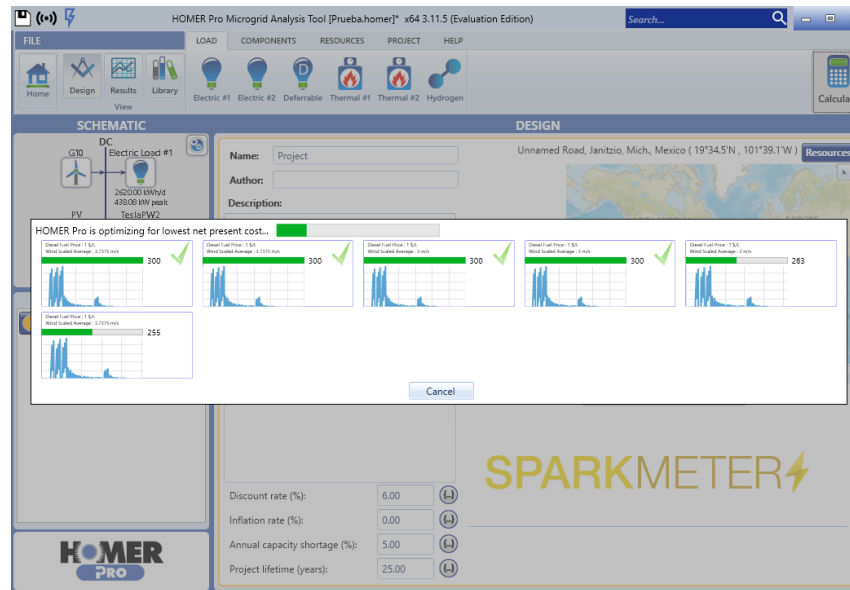 HOMER Pro Microgrid Analysis Tool [Prueba.homer]* x64 3.11.5 (Evaluation Edition)
Search...
FILE
LOAD COMPONENTS RESOURCES PROJECT HELP
Home
Design Results Library
View
Electric #1 Electric #2 Deferrable Thermal #1 Thermal #2 Hydrogen
D
Calcula
SCHEMATIC
DESIGN
DC
G10 Electric Load #1
2620.00 kWh/d
438.08 kW peak
PV TeslaPW2
Name: Project
Author:
Description:
Unnamed Road, Janitzio, Mich., Mexico ( 19°34.5'N , 101°39.1'W )
Resources
HOMER Pro is optimizing for lowest net present cost...
Diesel Fuel Price : 1 $/L
Wind Scaled Average : 3.7375 m/s
300
Diesel Fuel Price : 1 $/L
Wind Scaled Average : 3.7375 m/s
300
Diesel Fuel Price : 1 $/L
Wind Scaled Average : 3 m/s
300
Diesel Fuel Price : 1 $/L
Wind Scaled Average : 3 m/s
300
Diesel Fuel Price : 1 $/L
Wind Scaled Average : 3 m/s
263
Diesel Fuel Price : 1 $/L
Wind Scaled Average : 3.7375 m/s
255
Cancel
SPARKMETER
Discount rate (%): 6.00 {..}
Inflation rate (%): 0.00 {..}
Annual capacity shortage (%): 5.00 {..}
Project lifetime (years): 25.00 {..}
HOMER
PRO